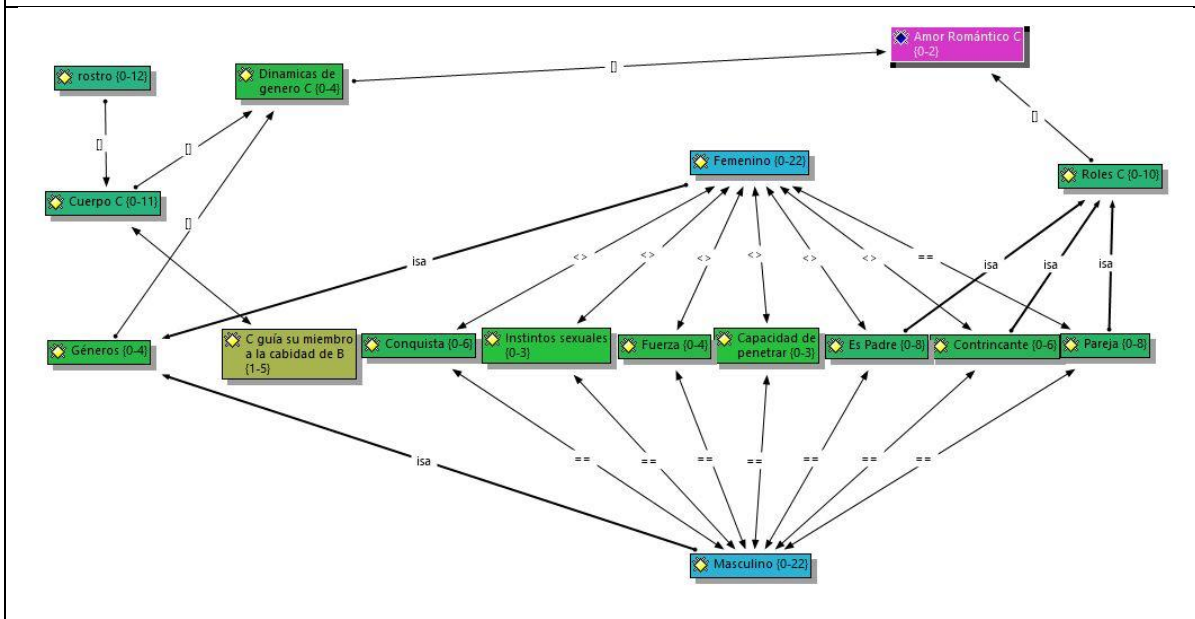 Amor Romántico C
{0-2}
rostro {0-12}
Dinamicas de
genero C {0-4}
[]
[]
[]
[]
Femenino {0-22}
Roles C {0-10}
Cuerpo C {0-11}
[]
isa
<>
<>
<>
<>
<>
<>
==
isa
isa
isa
Géneros {0-4}
C guía su miembro
a la cabidad de B
{1-5}
Conquista {0-6}
Instintos sexuales
{0-3}
Fuerza {0-4}
Capacidad de
penetrar {0-3}
Es Padre {0-8}
Contrincante {0-6}
Pareja {0-8}
isa
==
==
==
==
==
==
==
Masculino {0-22}